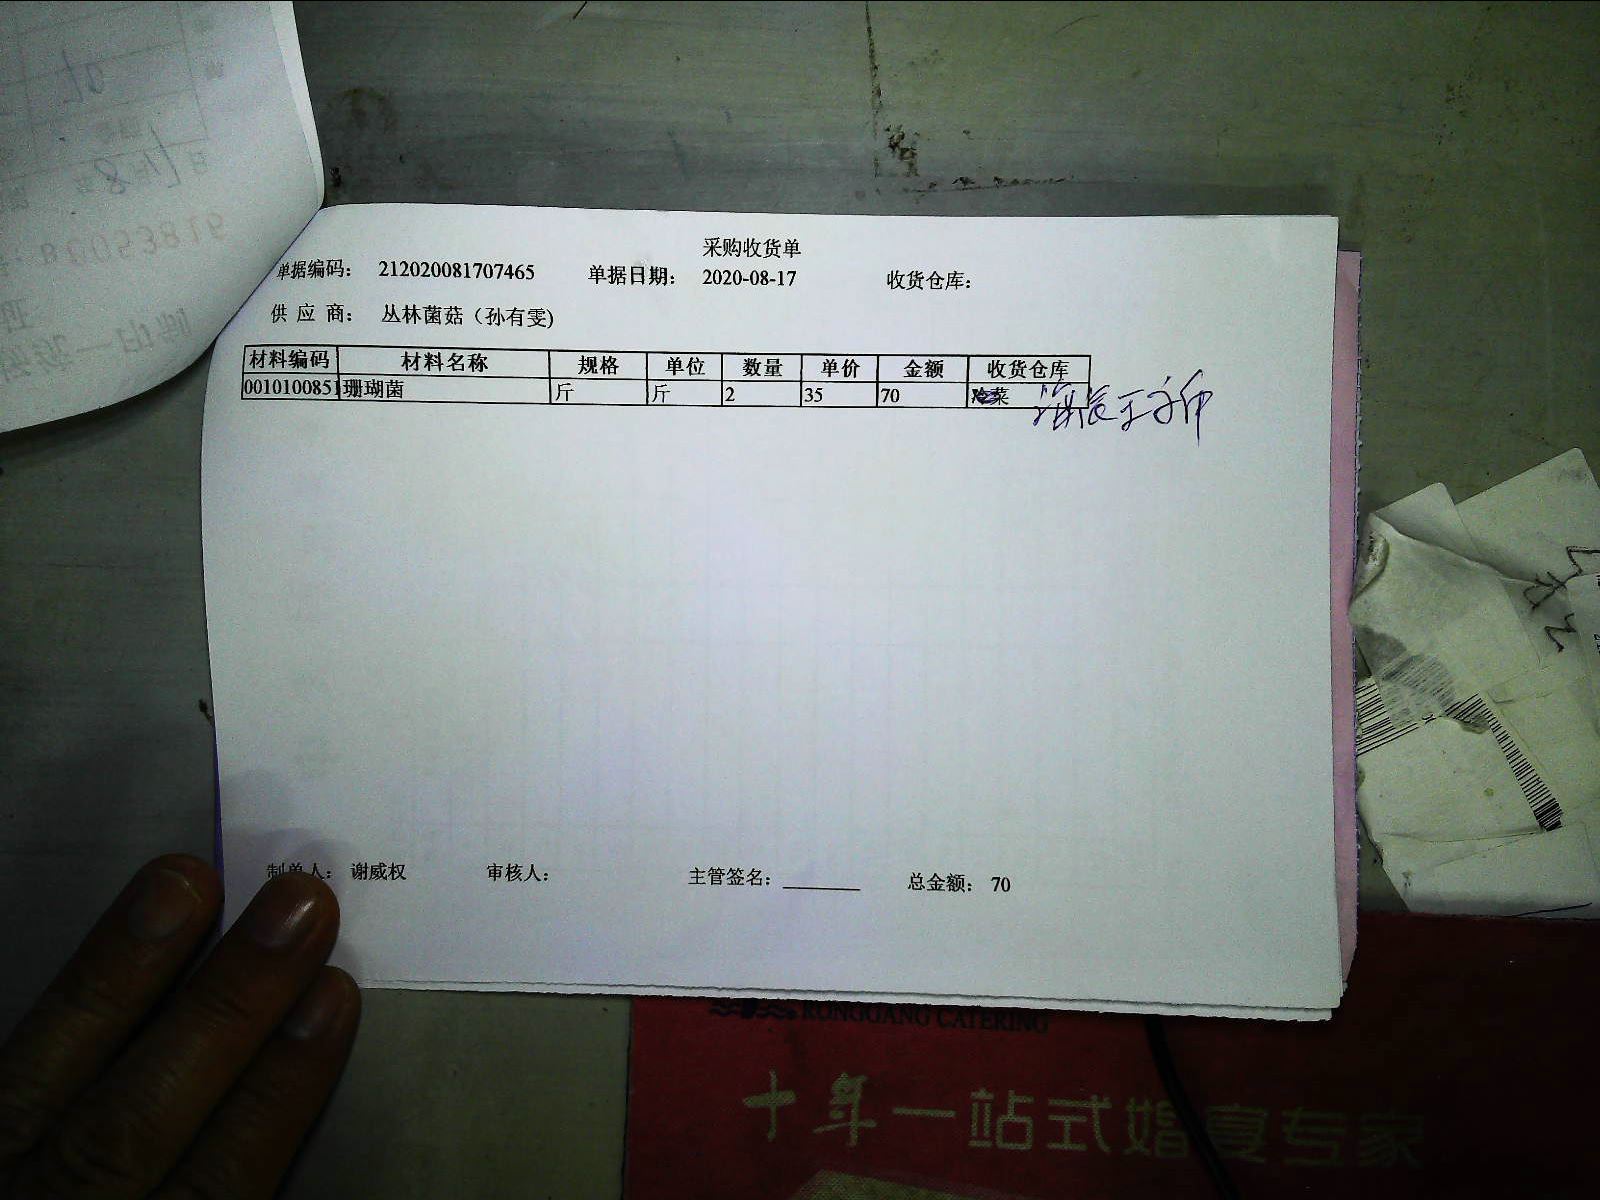 采购收货单
单据编码： 212020081707465 单据日期： 2020-08-17 收货仓库：
供 应 商： 丛林菌菇（孙有雯)
材料编码 材料名称 规格 单位 数量 单价 金额 收货仓库
0010100851 珊瑚菌 斤 斤 2 35 70 冷菜
制单人： 谢威权 审核人： 主管签名：______ 总金额： 70
RONGGANG CATERING
十年一站式婚宴专家